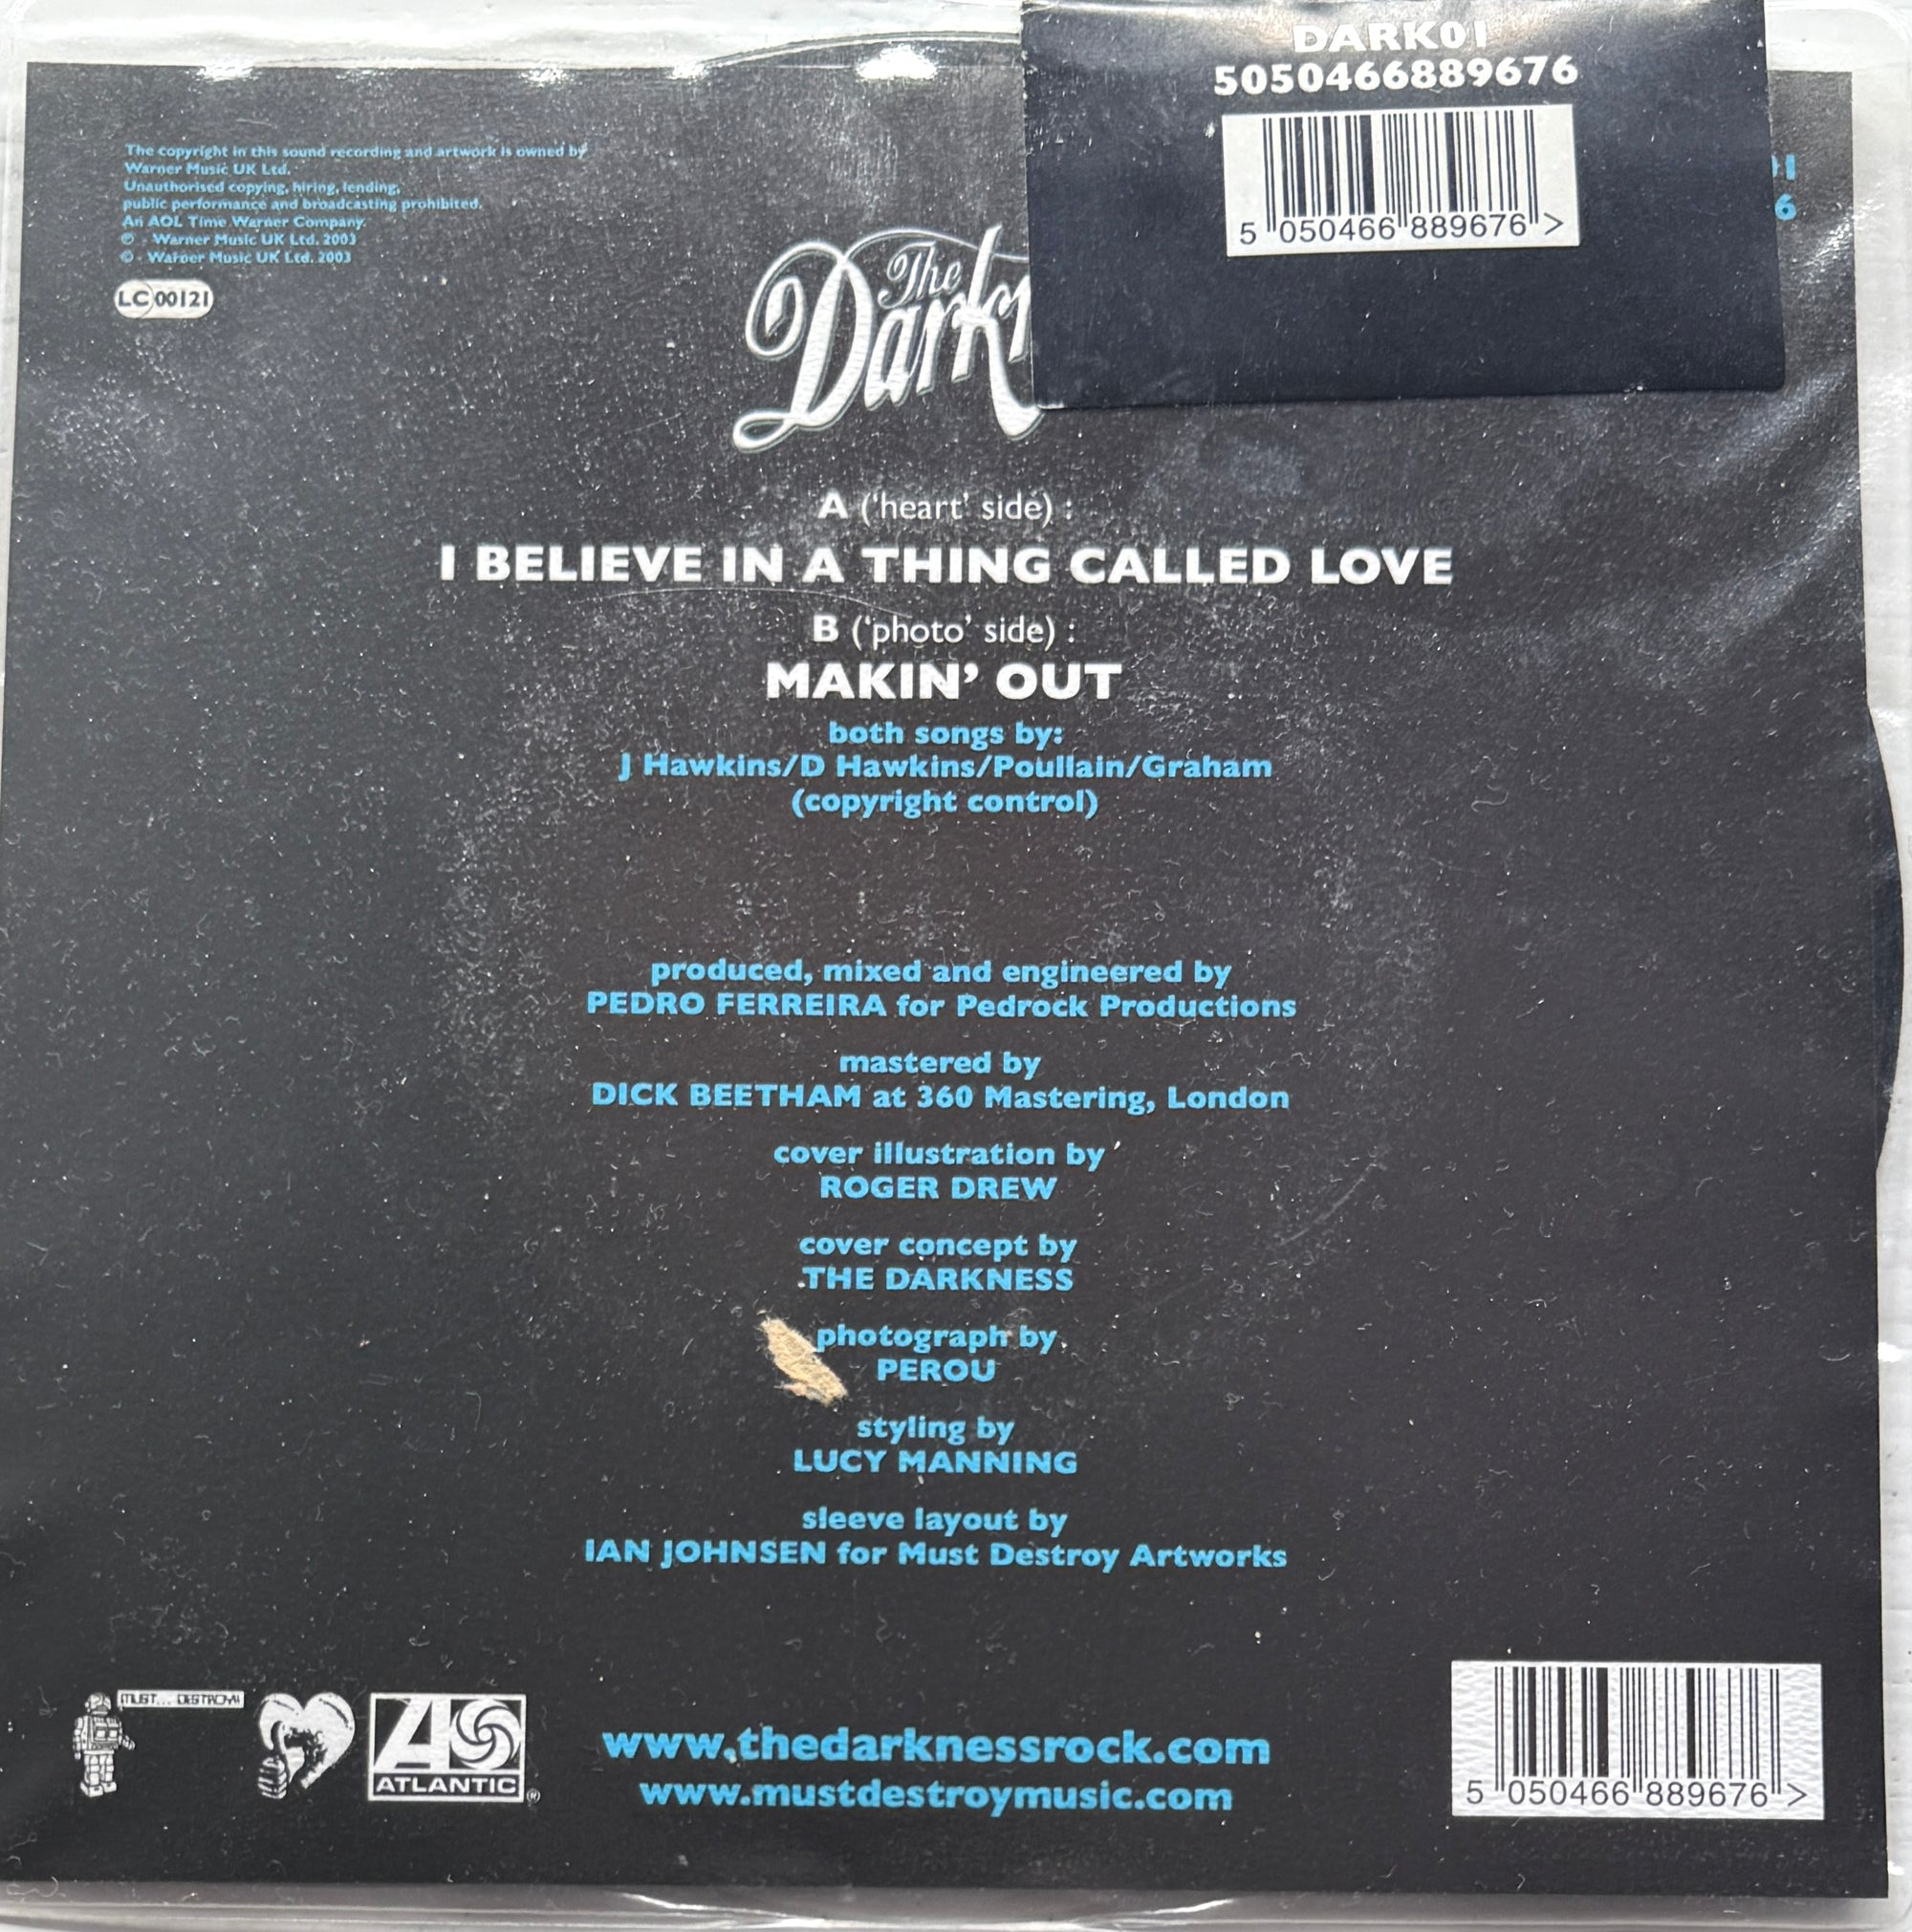 DARK01
5050466889676
5 050466 889676 >
The copyright in this sound recording and artwork is owned by
Warner Music UK Ltd.
Unauthorised copying, hiring, lending,
public performance and broadcasting prohibited.
An AOL Time Warner Company.
℗ - Warner Music UK Ltd. 2003
© - Warner Music UK Ltd. 2003
LC 00121
The
Dark
A ('heart' side) :
I BELIEVE IN A THING CALLED LOVE
B ('photo' side) :
MAKIN' OUT
both songs by:
J Hawkins/D Hawkins/Poullain/Graham
(copyright control)
produced, mixed and engineered by
PEDRO FERREIRA for Pedrock Productions
mastered by
DICK BEETHAM at 360 Mastering, London
cover illustration by
ROGER DREW
cover concept by
THE DARKNESS
photograph by
PEROU
styling by
LUCY MANNING
sleeve layout by
IAN JOHNSEN for Must Destroy Artworks
MUST... DESTROY!!
ATLANTIC®
www.thedarknessrock.com
www.mustdestroymusic.com
5 050466 889676 >